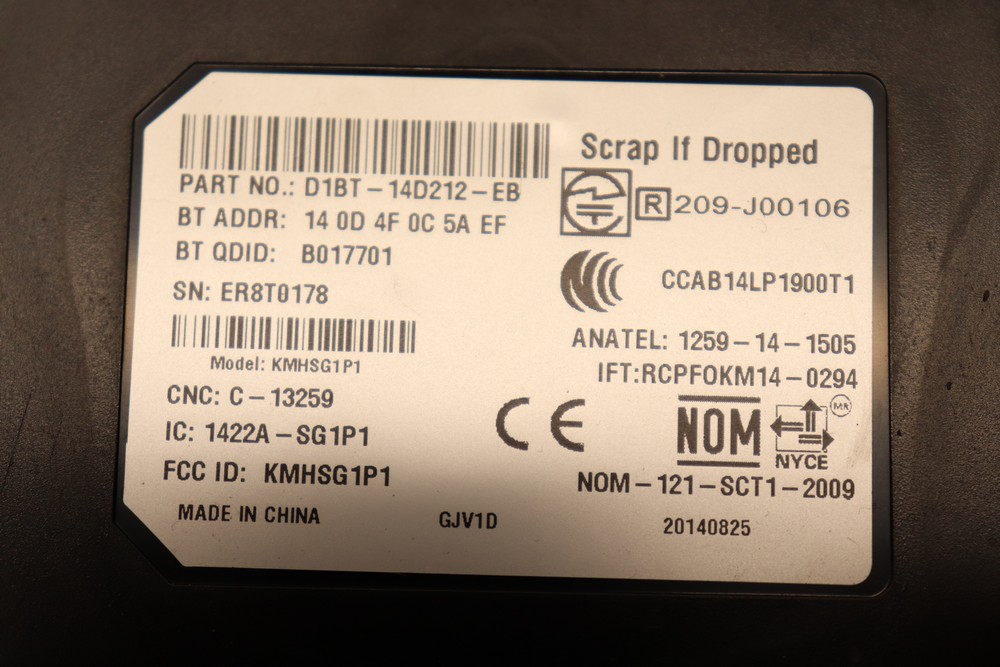 Scrap If Dropped
PART NO.: D1BT-14D212-EB
R 209-J00106
BT ADDR: 14 0D 4F 0C 5A EF
BT QDID: B017701
CCAB14LP1900T1
SN: ER8T0178
ANATEL: 1259-14-1505
Model: KMHSG1P1
IFT:RCPFOKM14-0294
CNC: C-13259
CE
NOM
MR
NYCE
IC: 1422A-SG1P1
FCC ID: KMHSG1P1
NOM-121-SCT1-2009
MADE IN CHINA
GJV1D
20140825